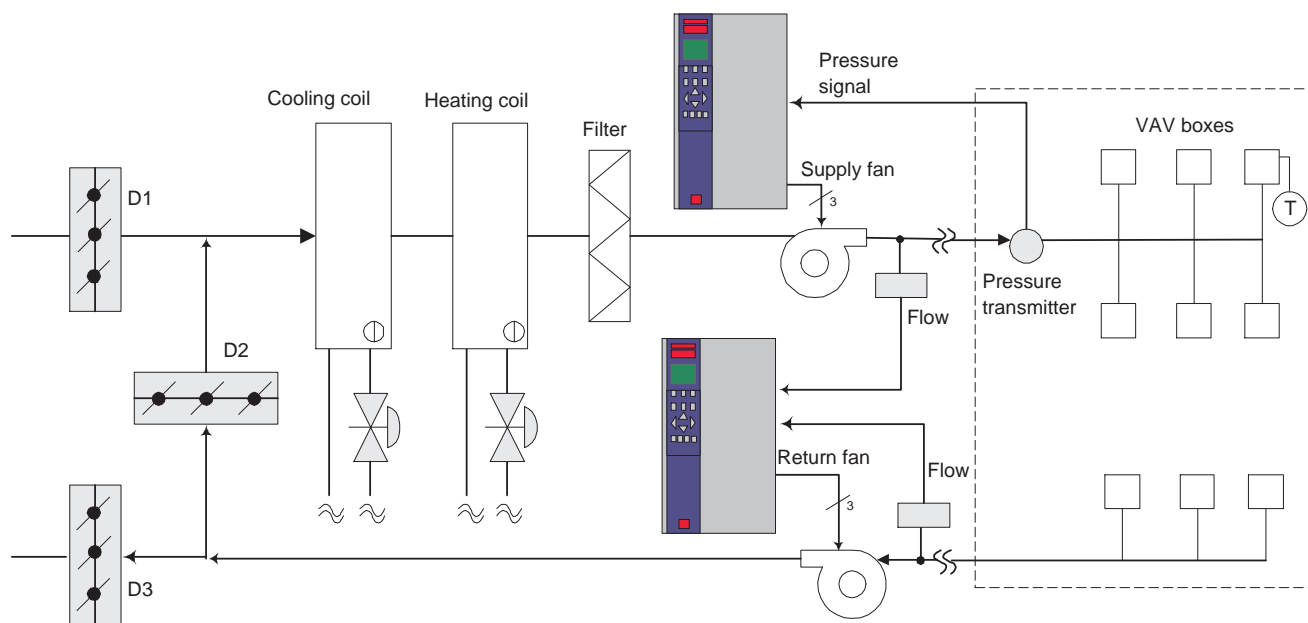 Pressure
signal
Cooling coil
Heating coil
Filter
VAV boxes
Supply fan
3
D1
T
Pressure
transmitter
Flow
D2
Return fan
Flow
3
D3